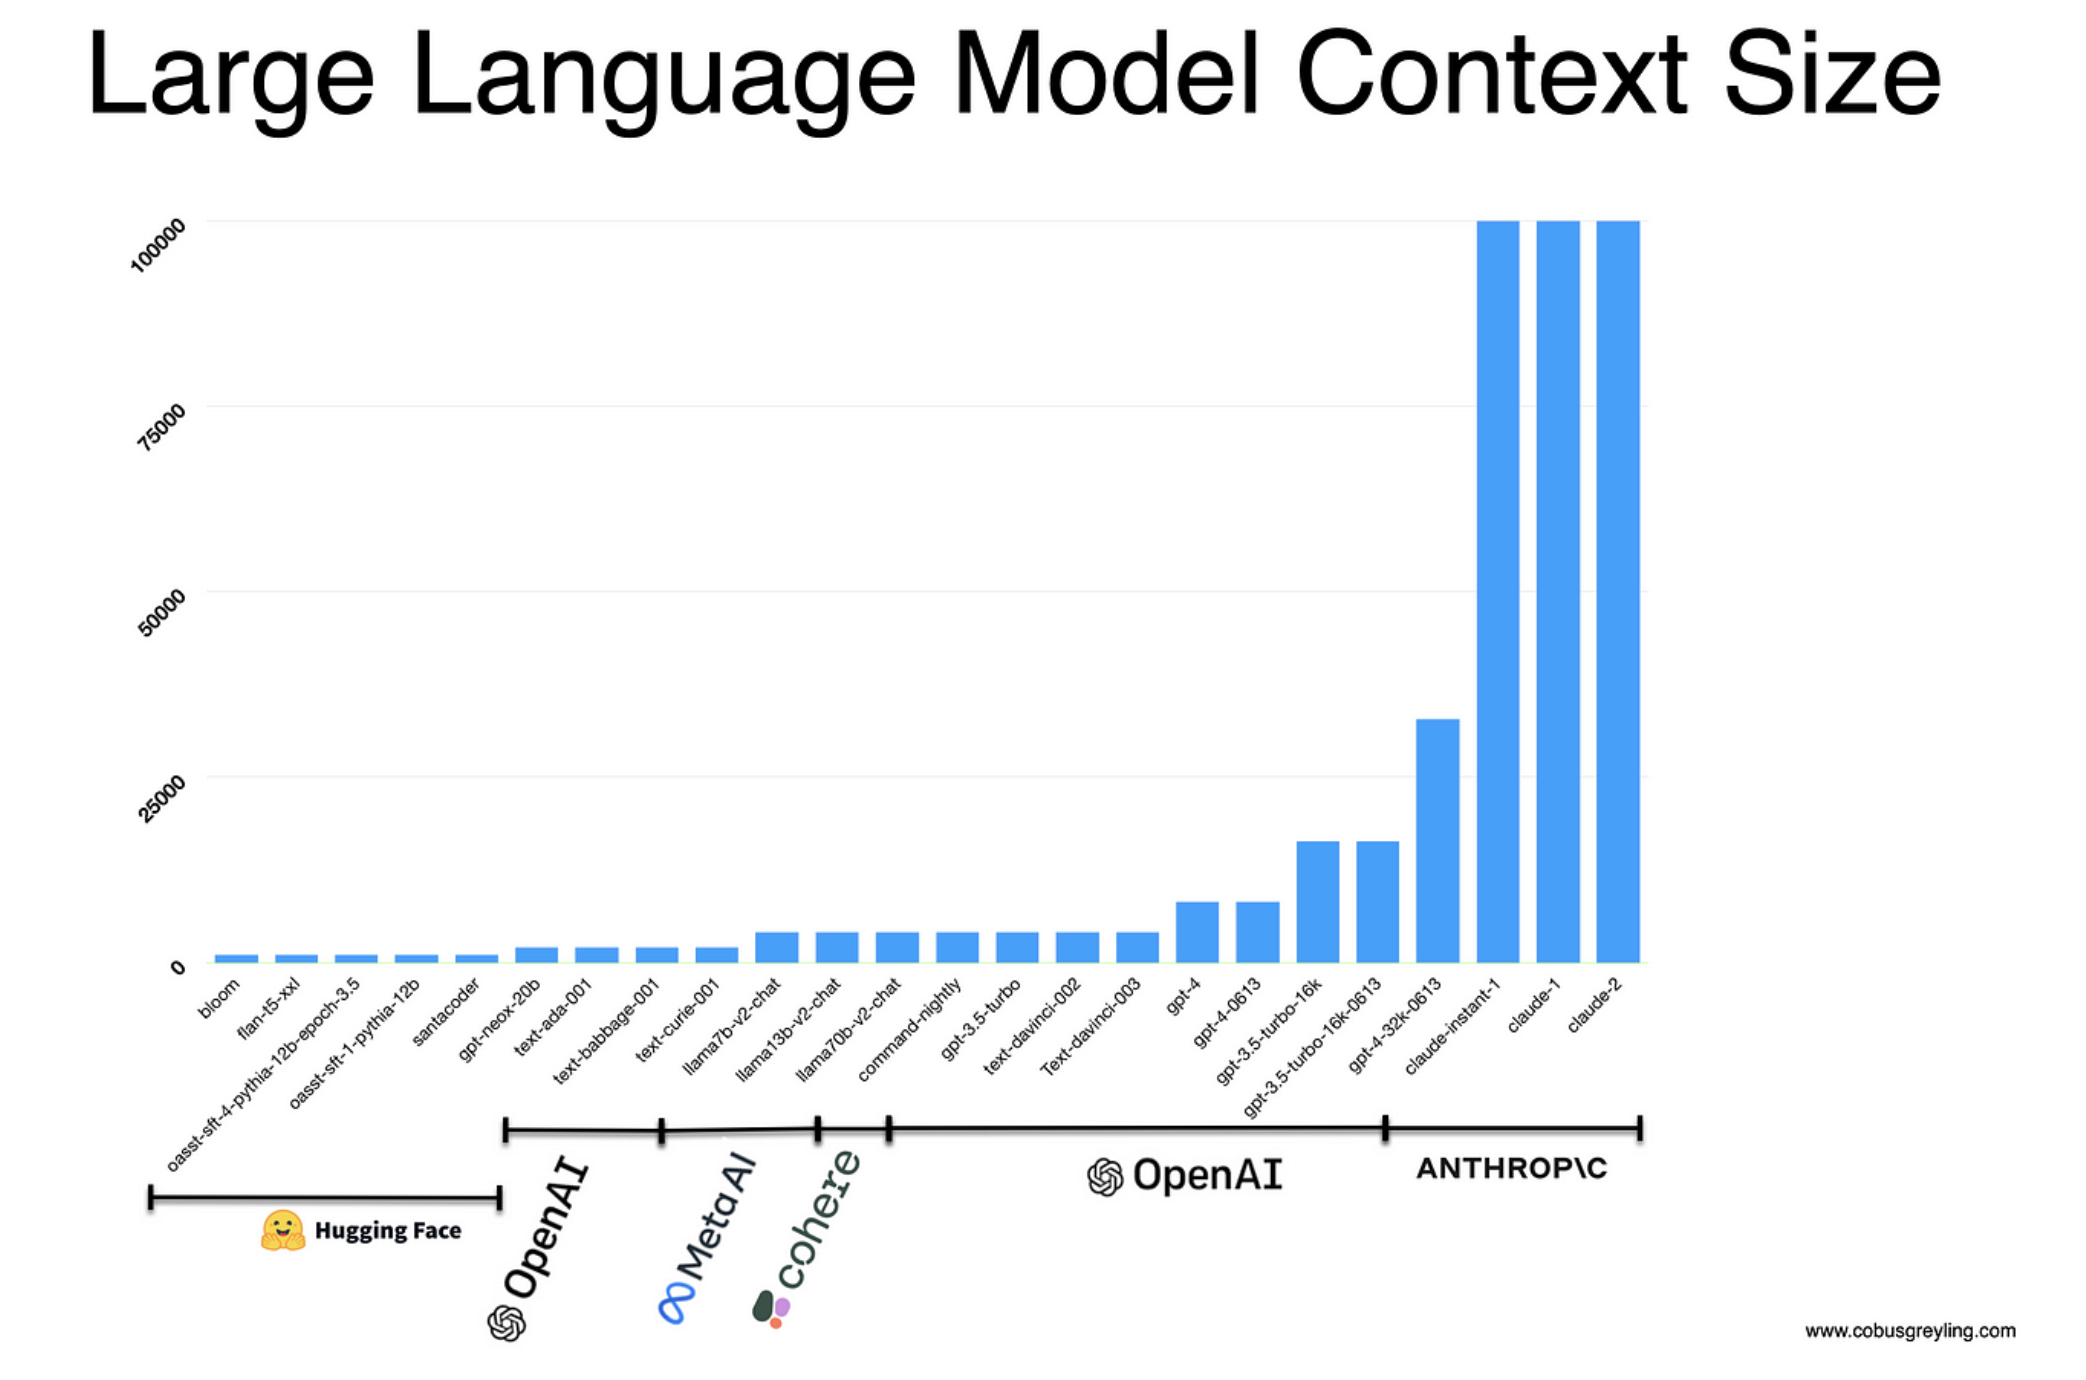 Large Language Model Context Size
100000
75000
50000
25000
0
bloom
flan-t5-xxl
oasst-sft-4-pythia-12b-epoch-3.5
oasst-sft-1-pythia-12b
santacoder
gpt-neox-20b
text-ada-001
text-babbage-001
text-curie-001
llama7b-v2-chat
llama13b-v2-chat
llama70b-v2-chat
command-nightly
gpt-3.5-turbo
text-davinci-002
Text-davinci-003
gpt-4
gpt-4-0613
gpt-3.5-turbo-16k
gpt-3.5-turbo-16k-0613
gpt-4-32k-0613
claude-instant-1
claude-1
claude-2
Hugging Face
OpenAI
Meta AI
cohere
OpenAI
ANTHROP\C
www.cobusgreyling.com